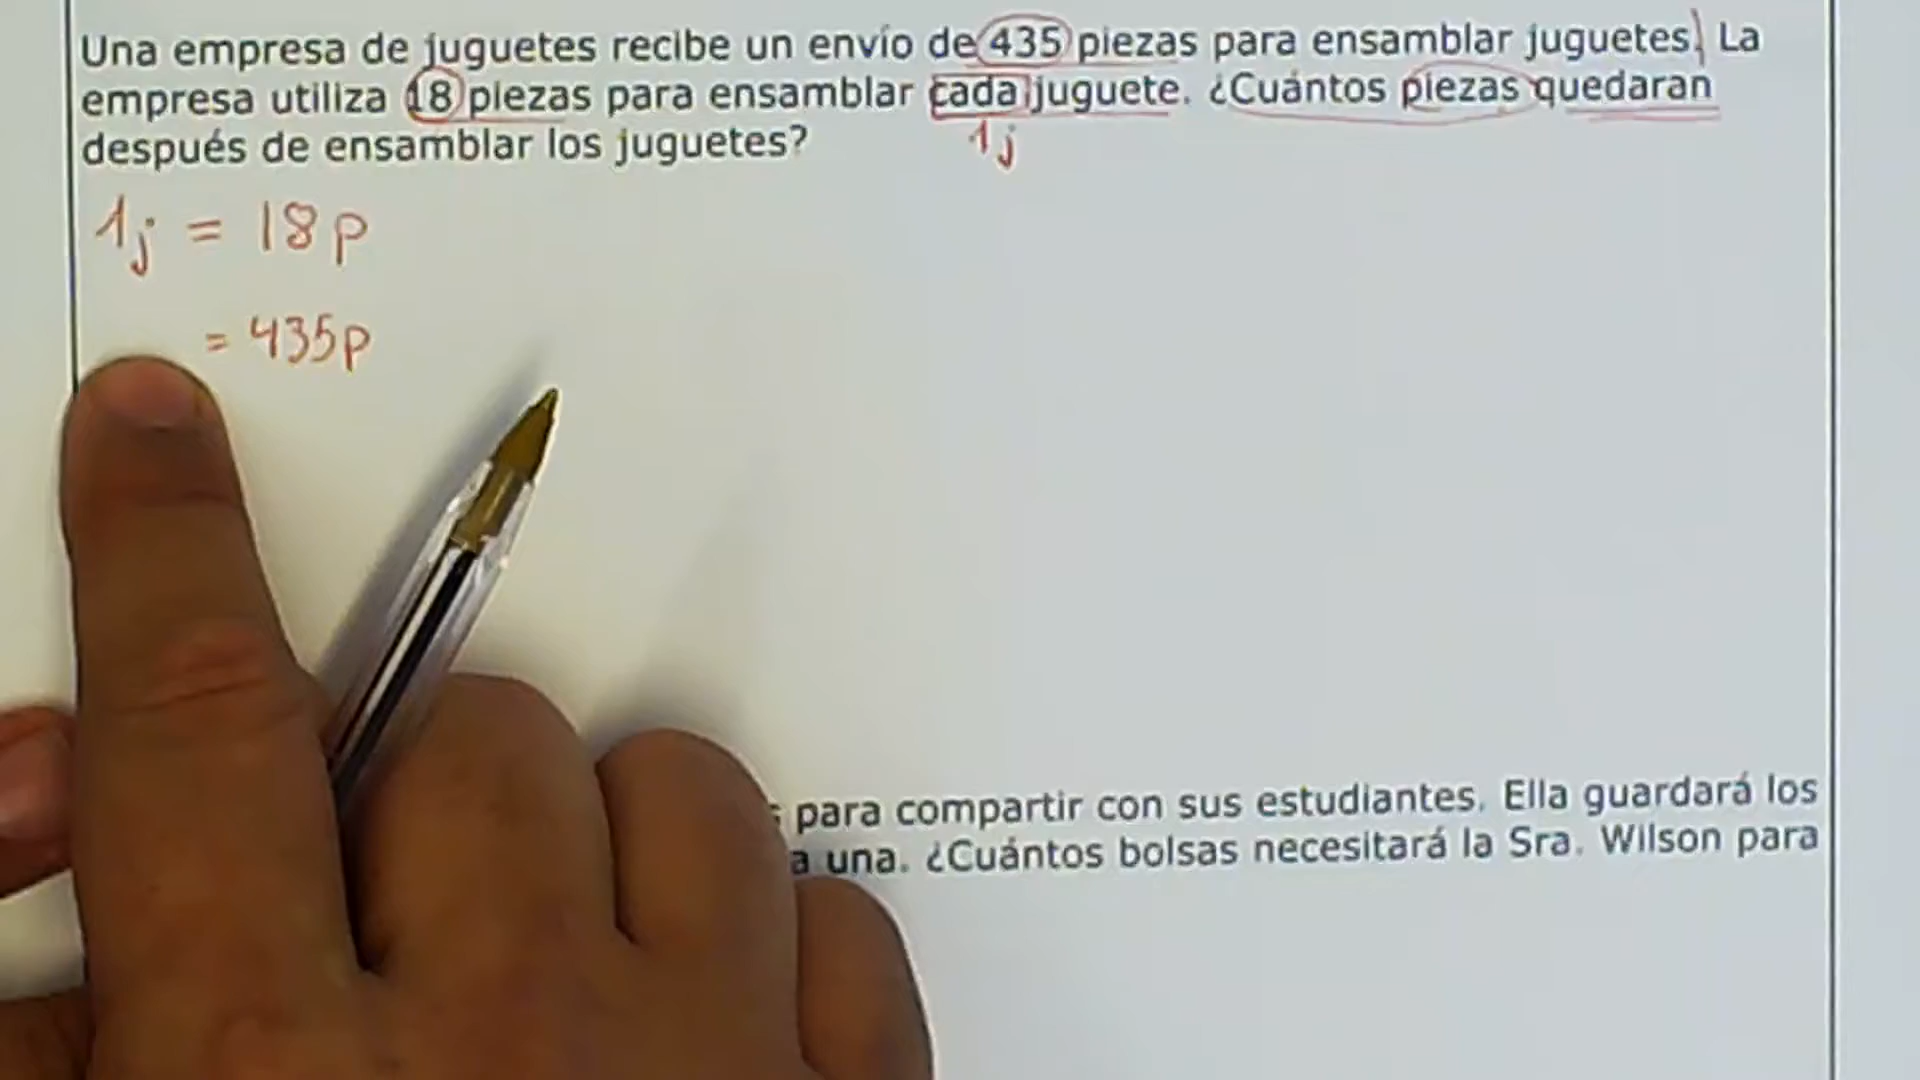 Una empresa de juguetes recibe un envío de 435 piezas para ensamblar juguetes. La
empresa utiliza 18 piezas para ensamblar cada juguete. ¿Cuántos piezas quedaran
después de ensamblar los juguetes?
1j
1j = 18p
= 435p
para compartir con sus estudiantes. Ella guardará los
a una. ¿Cuántos bolsas necesitará la Sra. Wilson para